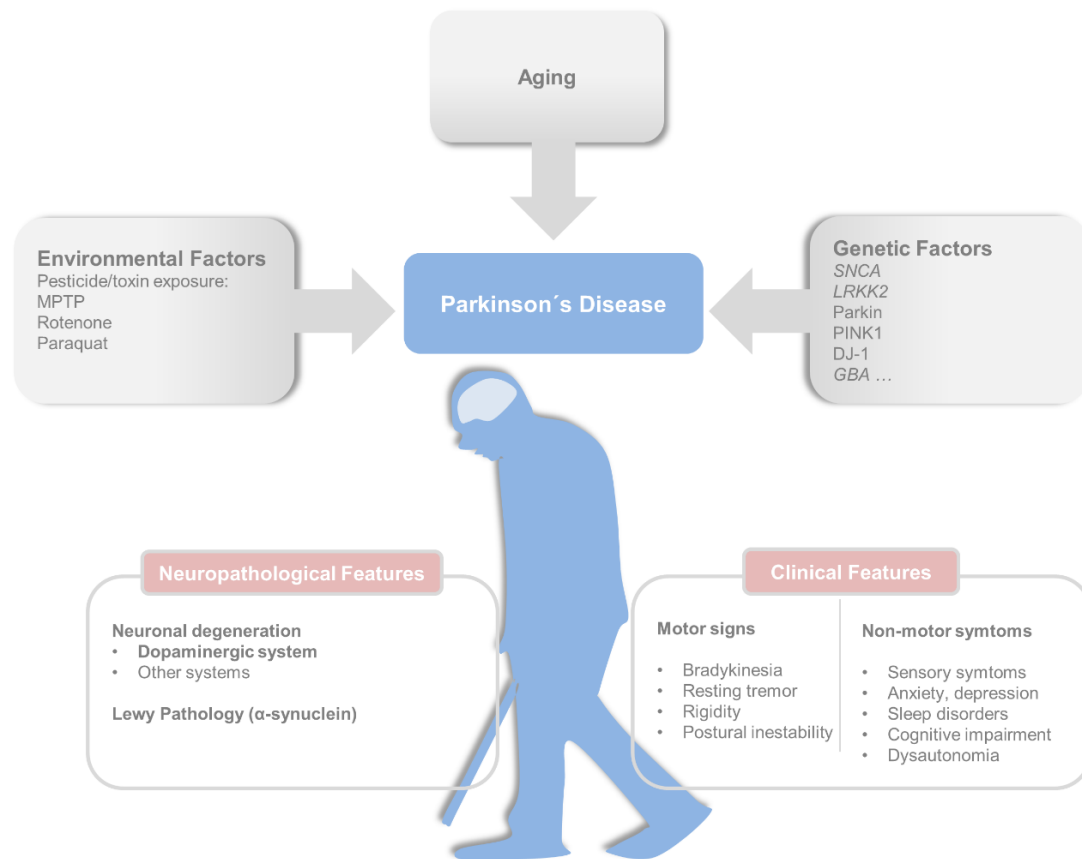 Aging
Environmental Factors
Pesticide/toxin exposure:
MPTP
Rotenone
Paraquat
Parkinson´s Disease
Genetic Factors
SNCA
LRKK2
Parkin
PINK1
DJ-1
GBA ...
Neuropathological Features
Neuronal degeneration
• Dopaminergic system
• Other systems
Lewy Pathology (α-synuclein)
Clinical Features
Motor signs
• Bradykinesia
• Resting tremor
• Rigidity
• Postural inestability
Non-motor symtoms
• Sensory symtoms
• Anxiety, depression
• Sleep disorders
• Cognitive impairment
• Dysautonomia